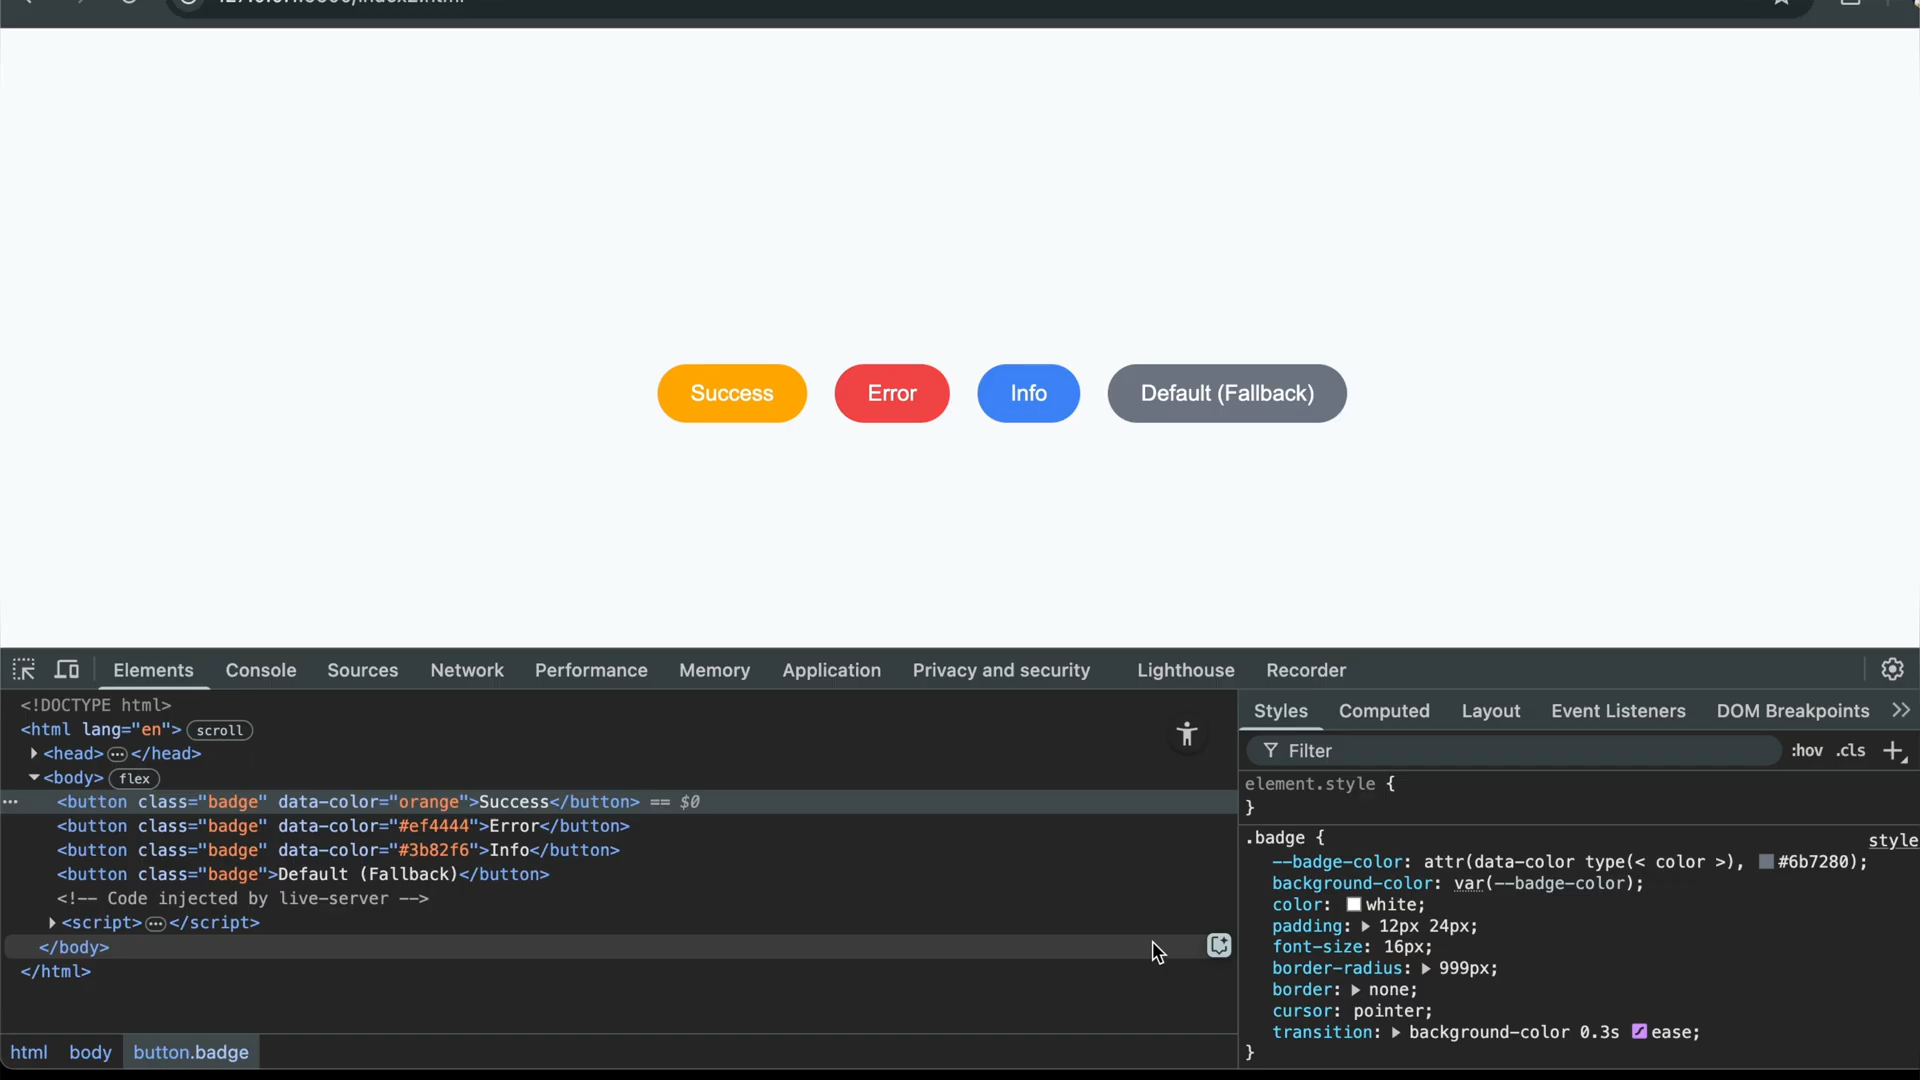 Success
Error
Info
Default (Fallback)
Elements
Console
Sources
Network
Performance
Memory
Application
Privacy and security
Lighthouse
Recorder
<!DOCTYPE html>
<html lang="en"> scroll
<head> … </head>
<body> flex
<button class="badge" data-color="orange">Success</button> == $0
<button class="badge" data-color="#ef4444">Error</button>
<button class="badge" data-color="#3b82f6">Info</button>
<button class="badge">Default (Fallback)</button>
<!-- Code injected by live-server -->
<script> … </script>
</body>
</html>
html body button.badge
Styles
Computed
Layout
Event Listeners
DOM Breakpoints
Filter
:hov .cls
element.style {
}
.badge {
style
--badge-color: attr(data-color type(< color >), #6b7280);
background-color: var(--badge-color);
color: white;
padding: 12px 24px;
font-size: 16px;
border-radius: 999px;
border: none;
cursor: pointer;
transition: background-color 0.3s ease;
}